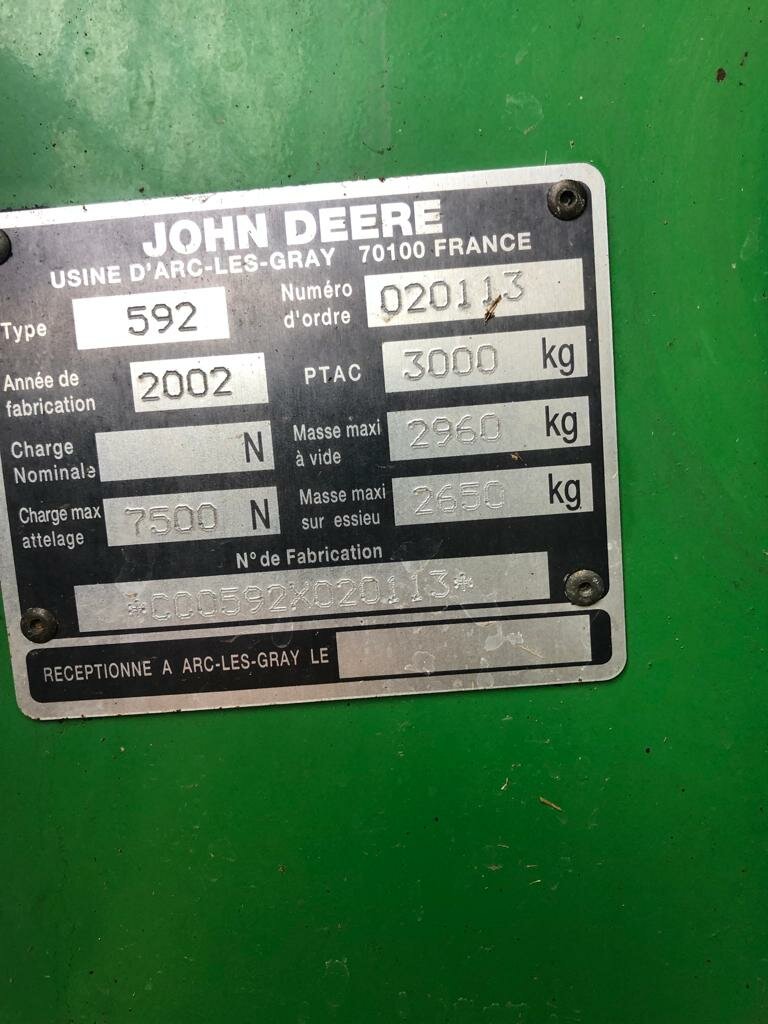 JOHN DEERE
USINE D'ARC-LES-GRAY 70100 FRANCE
Type 592
Numéro d'ordre 020113
Année de fabrication 2002
PTAC 3000 kg
Charge Nominale N
Masse maxi à vide 2960 kg
Charge max attelage 7500 N
Masse maxi sur essieu 2650 kg
N° de Fabrication
*C00592X020113*
RECEPTIONNE A ARC-LES-GRAY LE